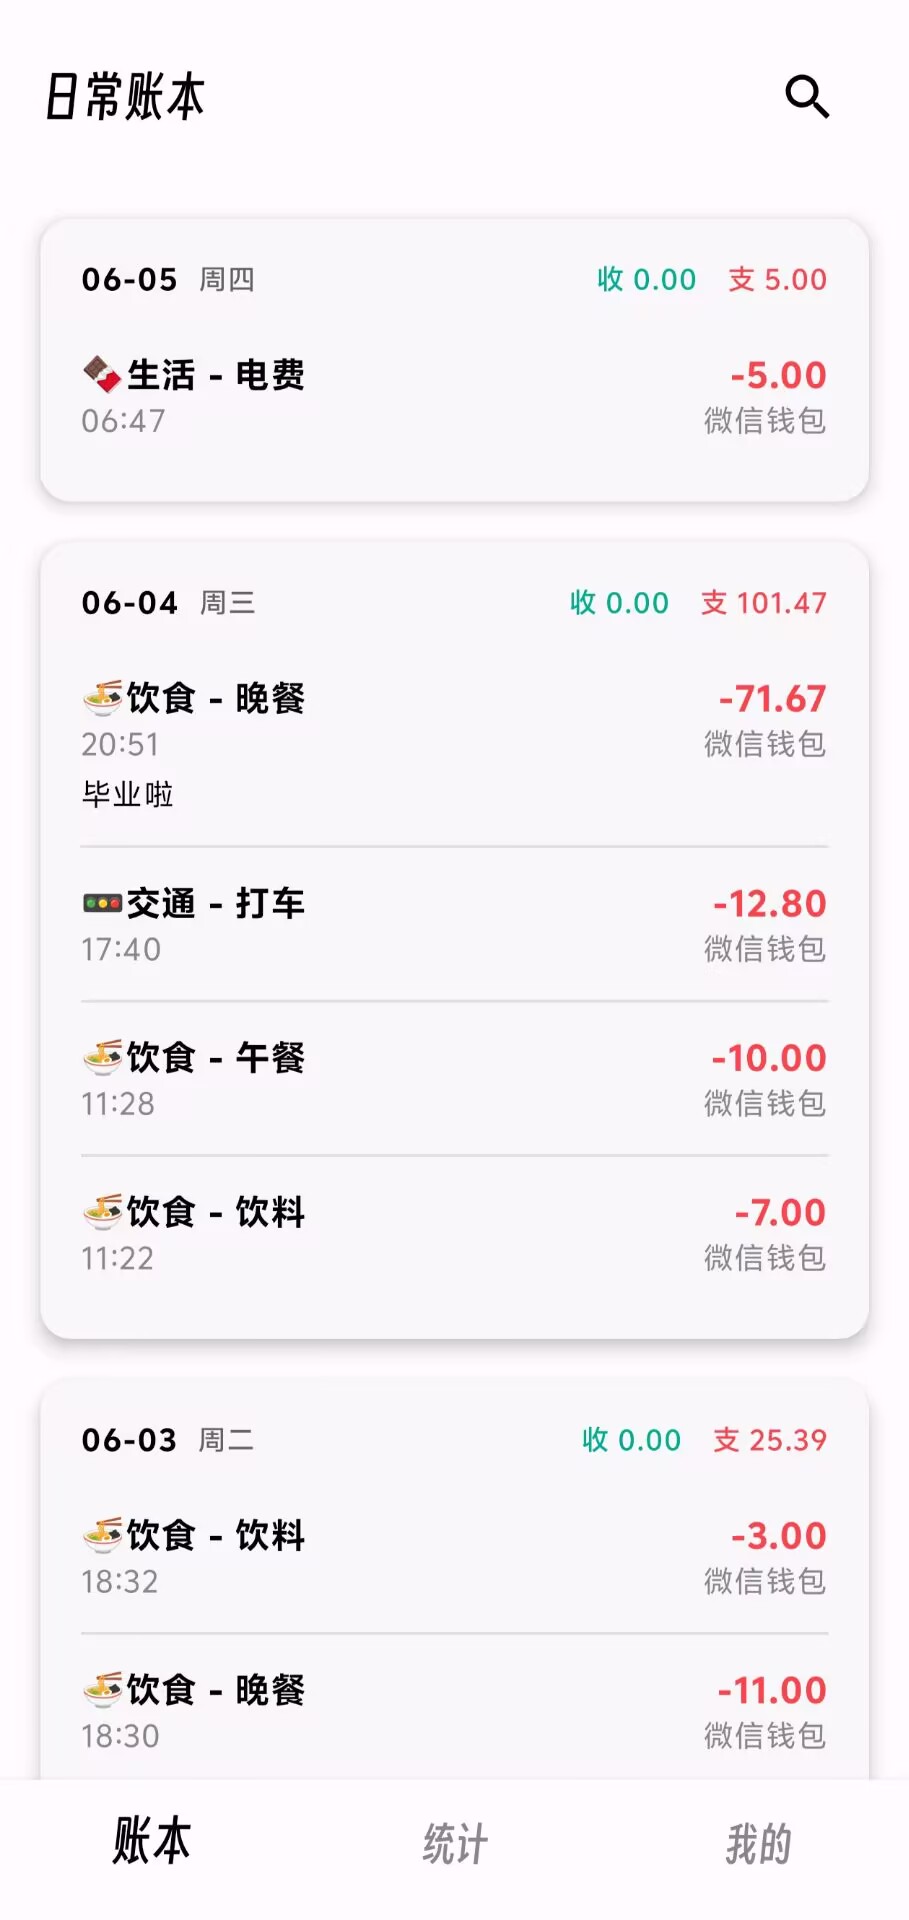 日常账本
06-05 周四 收 0.00 支 5.00
生活 - 电费 -5.00
06:47 微信钱包
06-04 周三 收 0.00 支 101.47
饮食 - 晚餐 -71.67
20:51 微信钱包
毕业啦
交通 - 打车 -12.80
17:40 微信钱包
饮食 - 午餐 -10.00
11:28 微信钱包
饮食 - 饮料 -7.00
11:22 微信钱包
06-03 周二 收 0.00 支 25.39
饮食 - 饮料 -3.00
18:32 微信钱包
饮食 - 晚餐 -11.00
18:30 微信钱包
账本 统计 我的